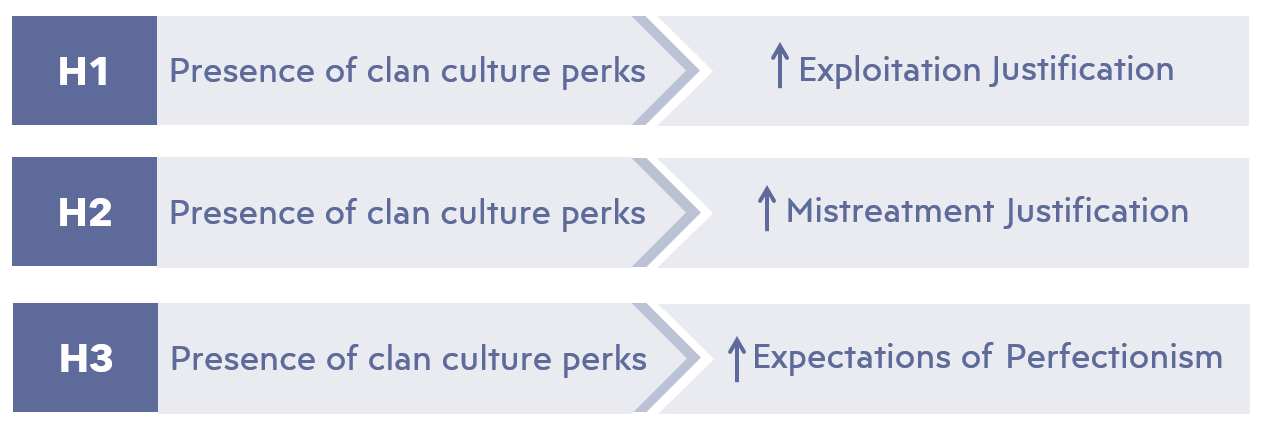 H1 Presence of clan culture perks ↑ Exploitation Justification
H2 Presence of clan culture perks ↑ Mistreatment Justification
H3 Presence of clan culture perks ↑ Expectations of Perfectionism